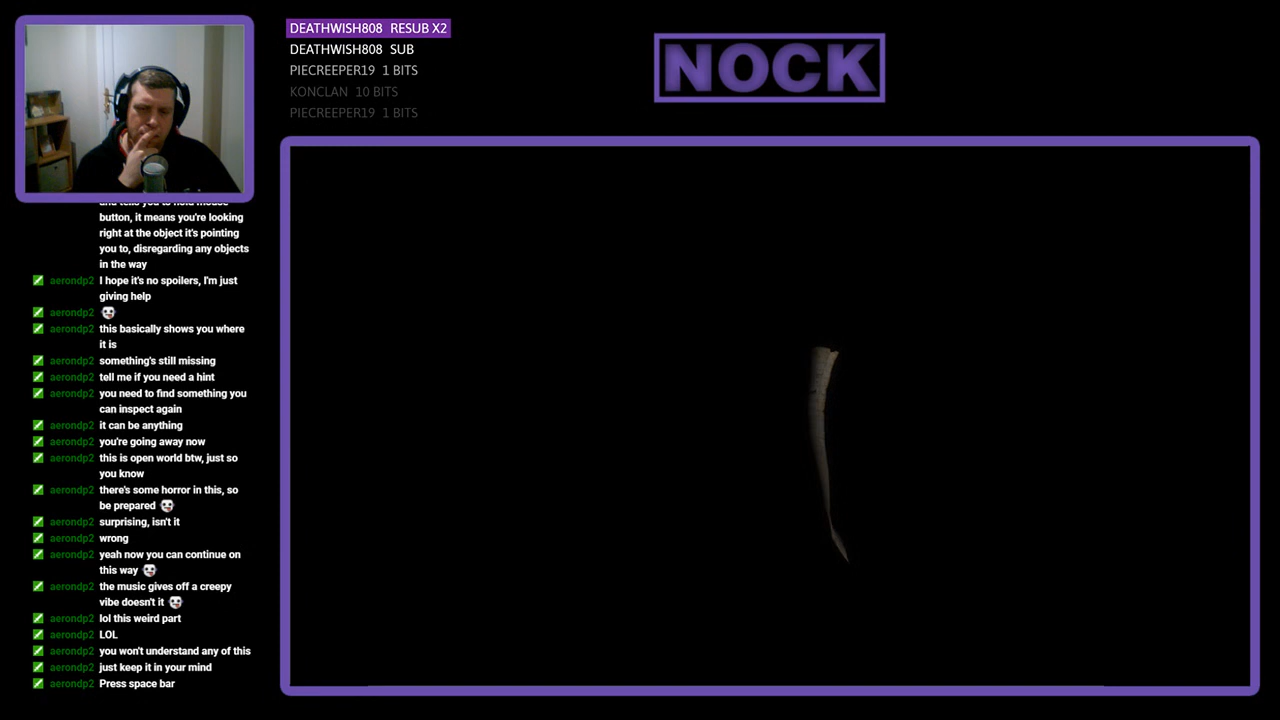 DEATHWISH808 RESUB X2
DEATHWISH808 SUB
PIECREEPER19 1 BITS
KONCLAN 10 BITS
PIECREEPER19 1 BITS
NOCK
and tells you to hold mouse
button, it means you're looking
right at the object it's pointing
you to, disregarding any objects
in the way
aerondp2 I hope it's no spoilers, I'm just
giving help
aerondp2
aerondp2 this basically shows you where
it is
aerondp2 something's still missing
aerondp2 tell me if you need a hint
aerondp2 you need to find something you
can inspect again
aerondp2 it can be anything
aerondp2 you're going away now
aerondp2 this is open world btw, just so
you know
aerondp2 there's some horror in this, so
be prepared
aerondp2 surprising, isn't it
aerondp2 wrong
aerondp2 yeah now you can continue on
this way
aerondp2 the music gives off a creepy
vibe doesn't it
aerondp2 lol this weird part
aerondp2 LOL
aerondp2 you won't understand any of this
aerondp2 just keep it in your mind
aerondp2 Press space bar